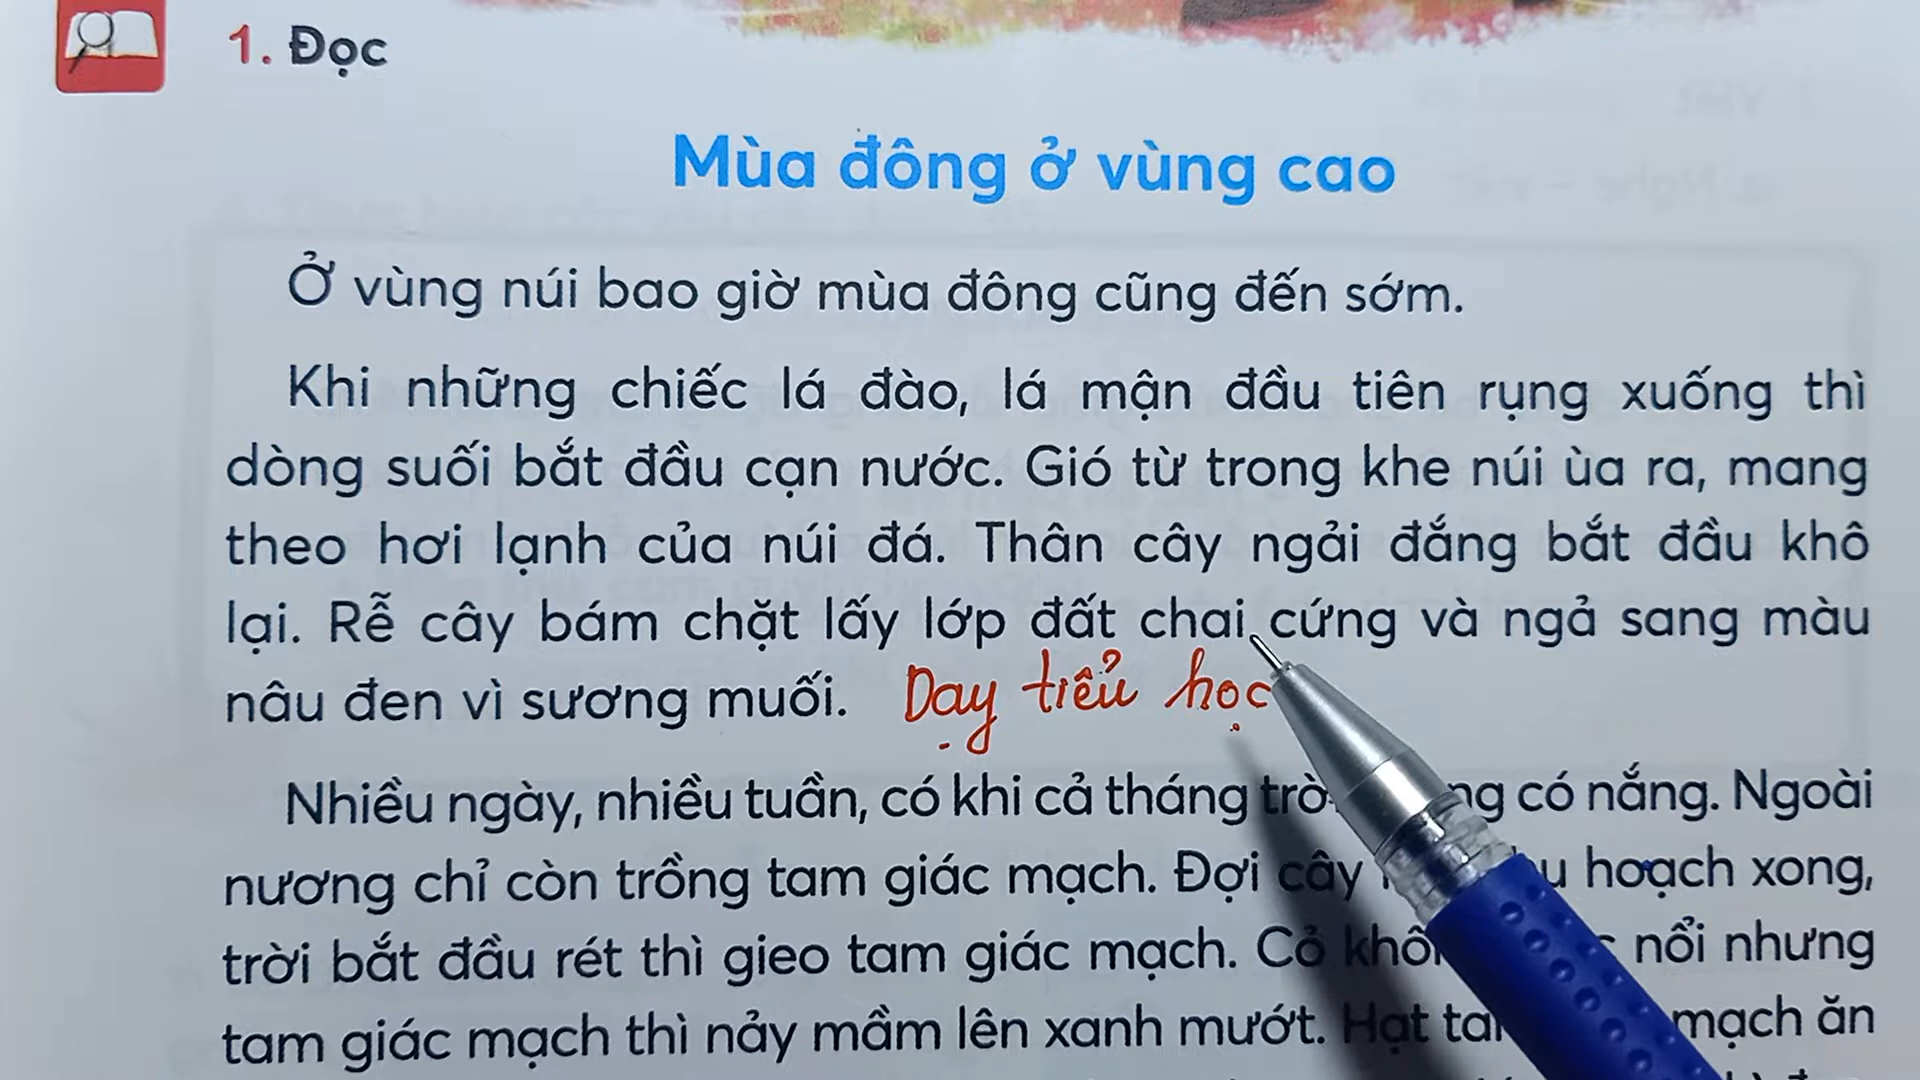 1. Đọc
Mùa đông ở vùng cao
Ở vùng núi bao giờ mùa đông cũng đến sớm.
Khi những chiếc lá đào, lá mận đầu tiên rụng xuống thì
dòng suối bắt đầu cạn nước. Gió từ trong khe núi ùa ra, mang
theo hơi lạnh của núi đá. Thân cây ngải đắng bắt đầu khô
lại. Rễ cây bám chặt lấy lớp đất chai cứng và ngả sang màu
nâu đen vì sương muối.
Dạy tiểu học
Nhiều ngày, nhiều tuần, có khi cả tháng có nắng. Ngoài
nương chỉ còn trồng tam giác mạch. Đợi cây hoạch xong,
trời bắt đầu rét thì gieo tam giác mạch. Cỏ nổi nhưng
tam giác mạch thì nảy mầm lên xanh mướt. Hạt mạch ăn